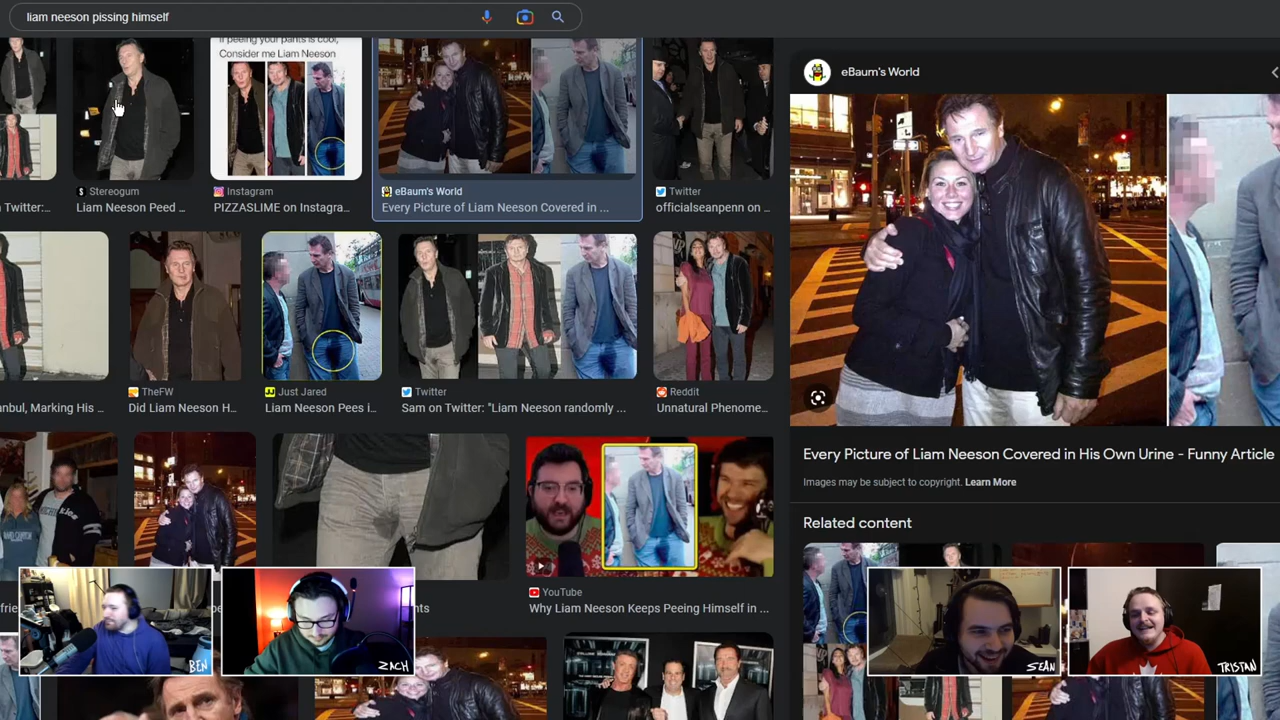 liam neeson pissing himself
If peeing your pants is cool,
Consider me Liam Neeson
Twitter:
Stereogum
Liam Neeson Peed ...
Instagram
PIZZASLIME on Instagra...
eBaum's World
Every Picture of Liam Neeson Covered in ...
Twitter
officialseanpenn on ...
eBaum's World
anbul, Marking His ...
TheFW
Did Liam Neeson H...
Just Jared
Liam Neeson Pees i...
Twitter
Sam on Twitter: "Liam Neeson randomly ...
Reddit
Unnatural Phenome...
Every Picture of Liam Neeson Covered in His Own Urine - Funny Article
Images may be subject to copyright. Learn More
Related content
YouTube
Why Liam Neeson Keeps Peeing Himself in ...
BEN
ZACH
SEAN
TRISTAN